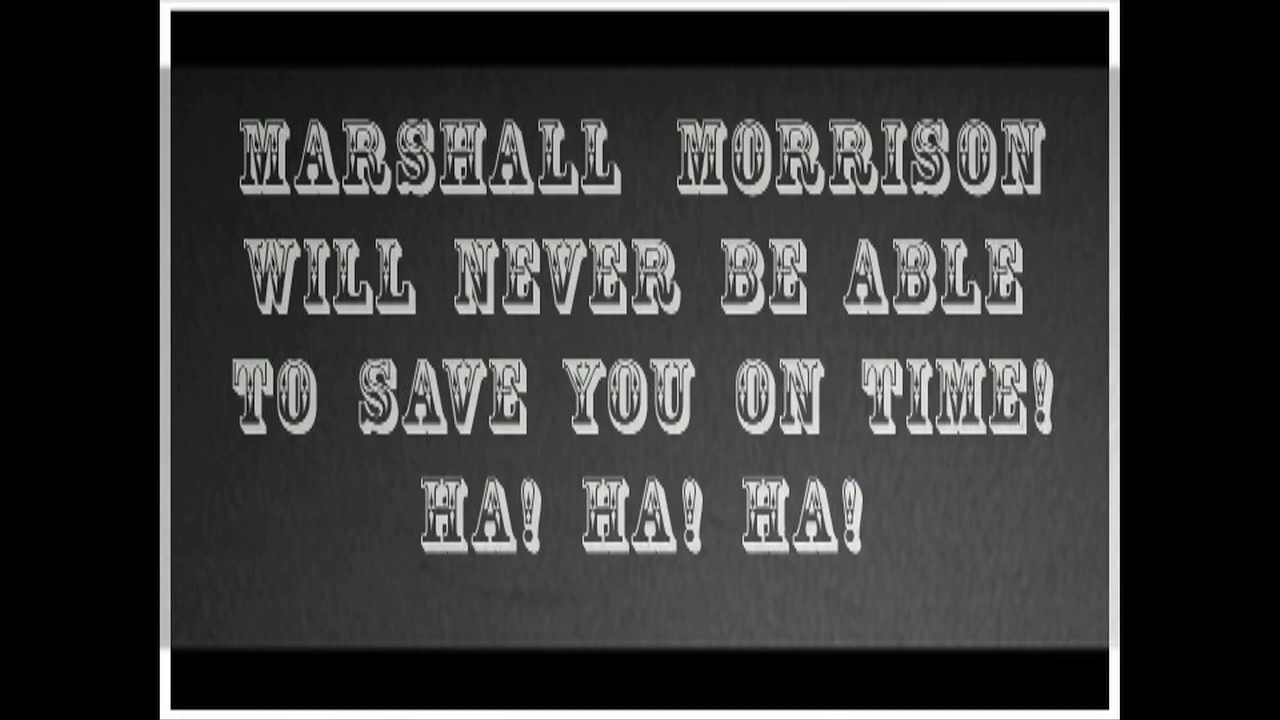 MARSHALL MORRISON
WILL NEVER BE ABLE
TO SAVE YOU ON TIME!
HA! HA! HA!